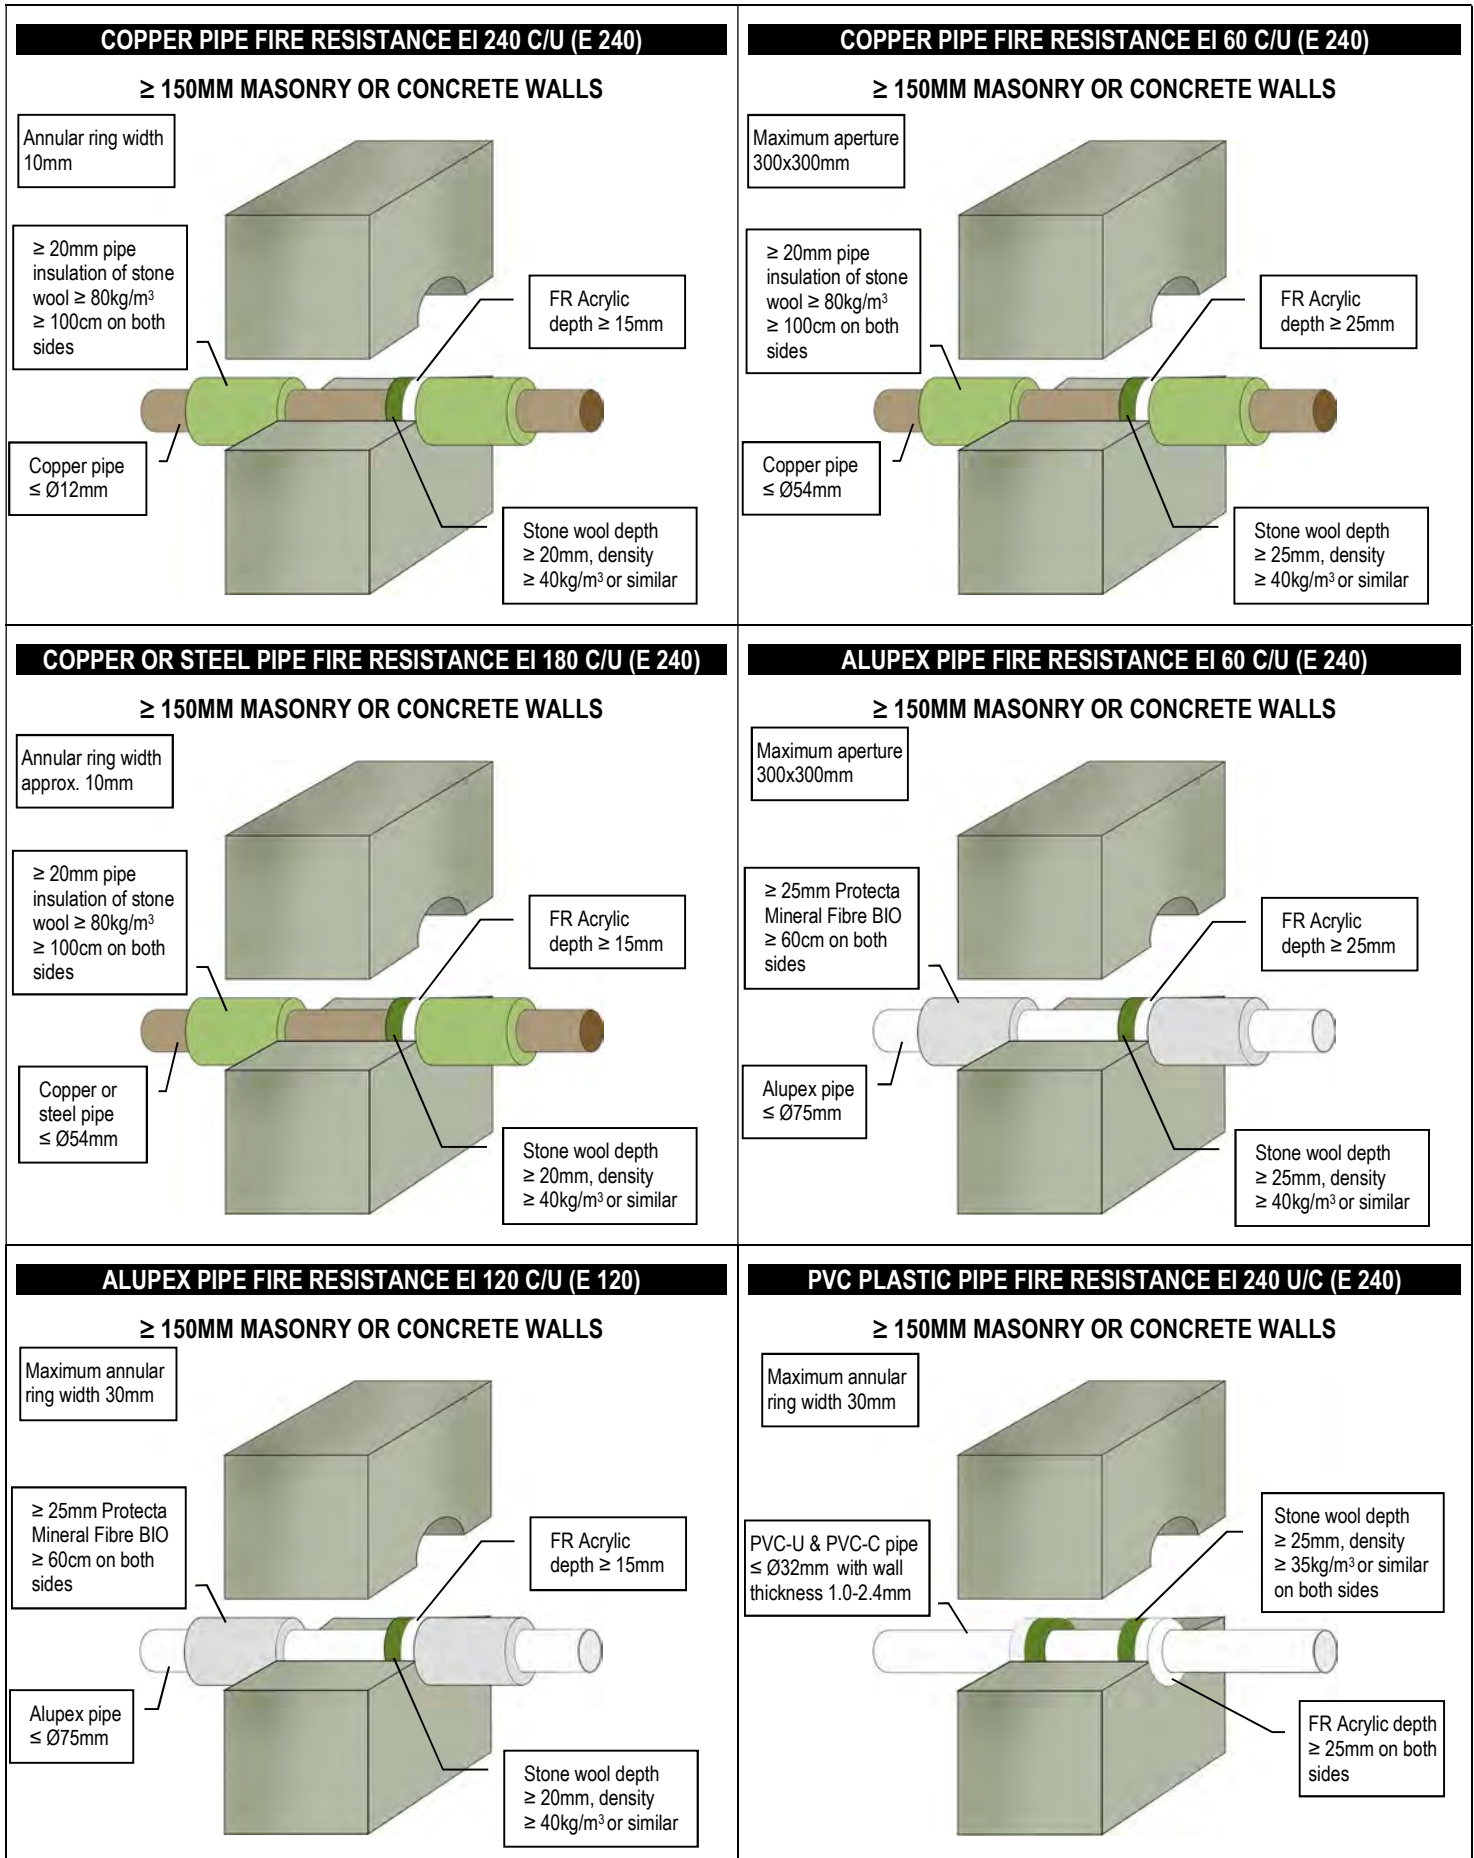 COPPER PIPE FIRE RESISTANCE EI 240 C/U (E 240)
≥ 150MM MASONRY OR CONCRETE WALLS
Annular ring width
10mm
≥ 20mm pipe
insulation of stone
wool ≥ 80kg/m³
≥ 100cm on both
sides
FR Acrylic
depth ≥ 15mm
Copper pipe
≤ Ø12mm
Stone wool depth
≥ 20mm, density
≥ 40kg/m³ or similar
COPPER PIPE FIRE RESISTANCE EI 60 C/U (E 240)
≥ 150MM MASONRY OR CONCRETE WALLS
Maximum aperture
300x300mm
≥ 20mm pipe
insulation of stone
wool ≥ 80kg/m³
≥ 100cm on both
sides
FR Acrylic
depth ≥ 25mm
Copper pipe
≤ Ø54mm
Stone wool depth
≥ 25mm, density
≥ 40kg/m³ or similar
COPPER OR STEEL PIPE FIRE RESISTANCE EI 180 C/U (E 240)
≥ 150MM MASONRY OR CONCRETE WALLS
Annular ring width
approx. 10mm
≥ 20mm pipe
insulation of stone
wool ≥ 80kg/m³
≥ 100cm on both
sides
FR Acrylic
depth ≥ 15mm
Copper or
steel pipe
≤ Ø54mm
Stone wool depth
≥ 20mm, density
≥ 40kg/m³ or similar
ALUPEX PIPE FIRE RESISTANCE EI 60 C/U (E 240)
≥ 150MM MASONRY OR CONCRETE WALLS
Maximum aperture
300x300mm
≥ 25mm Protecta
Mineral Fibre BIO
≥ 60cm on both
sides
FR Acrylic
depth ≥ 25mm
Alupex pipe
≤ Ø75mm
Stone wool depth
≥ 25mm, density
≥ 40kg/m³ or similar
ALUPEX PIPE FIRE RESISTANCE EI 120 C/U (E 120)
≥ 150MM MASONRY OR CONCRETE WALLS
Maximum annular
ring width 30mm
≥ 25mm Protecta
Mineral Fibre BIO
≥ 60cm on both
sides
FR Acrylic
depth ≥ 15mm
Alupex pipe
≤ Ø75mm
Stone wool depth
≥ 20mm, density
≥ 40kg/m³ or similar
PVC PLASTIC PIPE FIRE RESISTANCE EI 240 U/C (E 240)
≥ 150MM MASONRY OR CONCRETE WALLS
Maximum annular
ring width 30mm
PVC-U & PVC-C pipe
≤ Ø32mm with wall
thickness 1.0-2.4mm
Stone wool depth
≥ 25mm, density
≥ 35kg/m³ or similar
on both sides
FR Acrylic depth
≥ 25mm on both
sides